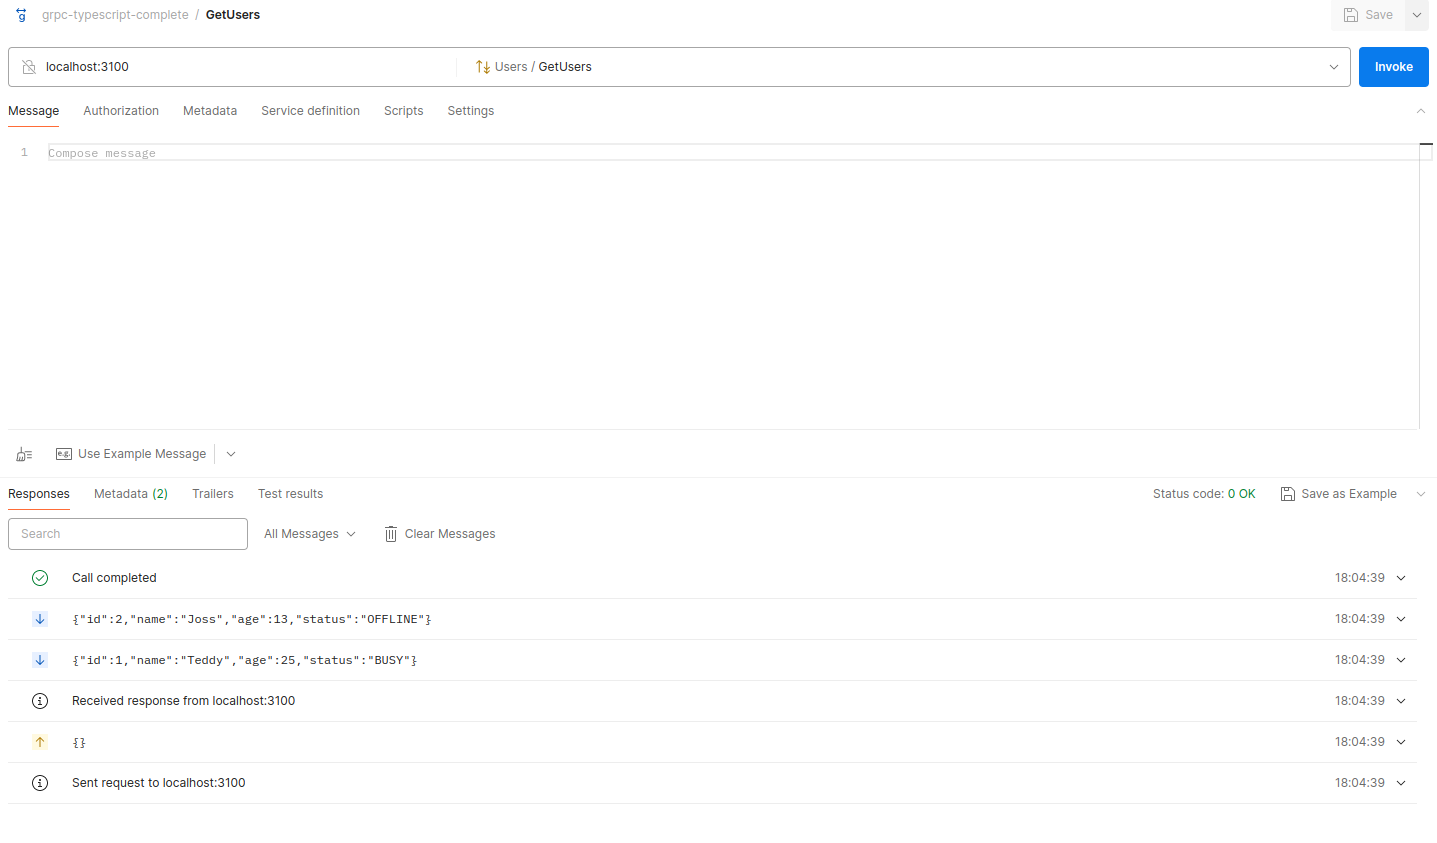 grpc-typescript-complete / GetUsers
Save
localhost:3100
Users / GetUsers
Invoke
Message Authorization Metadata Service definition Scripts Settings
1 Compose message
e.g. Use Example Message
Responses Metadata (2) Trailers Test results
Status code: 0 OK Save as Example
Search All Messages Clear Messages
Call completed 18:04:39
{"id":2,"name":"Joss","age":13,"status":"OFFLINE"} 18:04:39
{"id":1,"name":"Teddy","age":25,"status":"BUSY"} 18:04:39
Received response from localhost:3100 18:04:39
{} 18:04:39
Sent request to localhost:3100 18:04:39